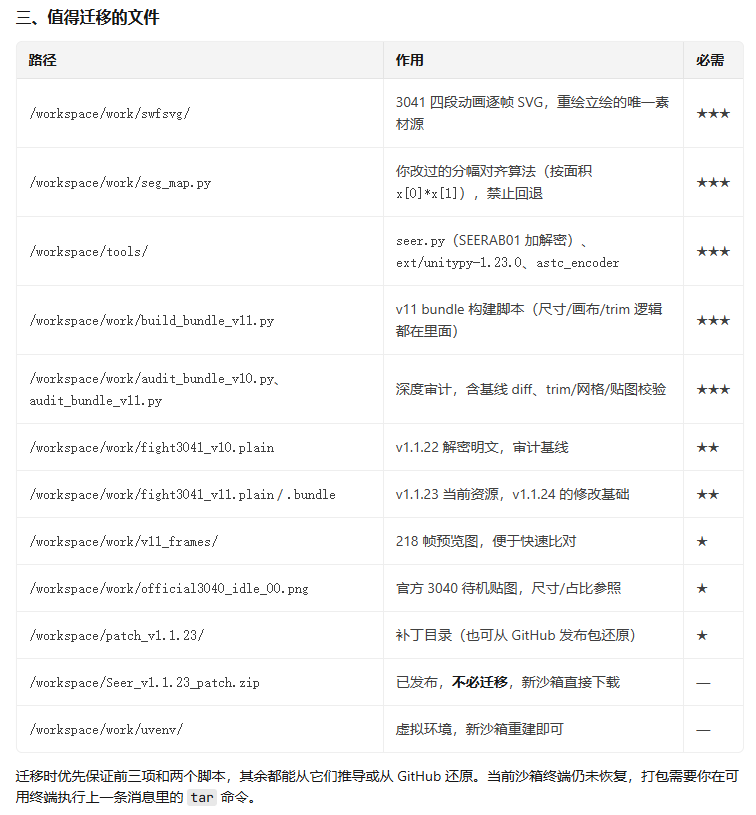 三、值得迁移的文件
路径 作用 必需
/workspace/work/swfsvg/ 3041 四段动画逐帧 SVG，重绘立绘的唯一素
材源 ★★★
/workspace/work/seg_map.py 你改过的分幅对齐算法（按面积
x[0]*x[1]），禁止回退 ★★★
/workspace/tools/ seer.py（SEERAB01 加解密）、
ext/unitypy-1.23.0、astc_encoder ★★★
/workspace/work/build_bundle_v11.py v11 bundle 构建脚本（尺寸/画布/trim 逻辑
都在里面） ★★★
/workspace/work/audit_bundle_v10.py、
audit_bundle_v11.py 深度审计，含基线 diff、trim/网格/贴图校验 ★★★
/workspace/work/fight3041_v10.plain v1.1.22 解密明文，审计基线 ★★
/workspace/work/fight3041_v11.plain / .bundle v1.1.23 当前资源，v1.1.24 的修改基础 ★★
/workspace/work/v11_frames/ 218 帧预览图，便于快速比对 ★
/workspace/work/official3040_idle_00.png 官方 3040 待机贴图，尺寸/占比参照 ★
/workspace/patch_v1.1.23/ 补丁目录（也可从 GitHub 发布包还原） ★
/workspace/Seer_v1.1.23_patch.zip 已发布，不必迁移，新沙箱直接下载 —
/workspace/work/uvenv/ 虚拟环境，新沙箱重建即可 —
迁移时优先保证前三项和两个脚本，其余都能从它们推导或从 GitHub 还原。当前沙箱终端仍未恢复，打包需要你在可
用终端执行上一条消息里的 tar 命令。